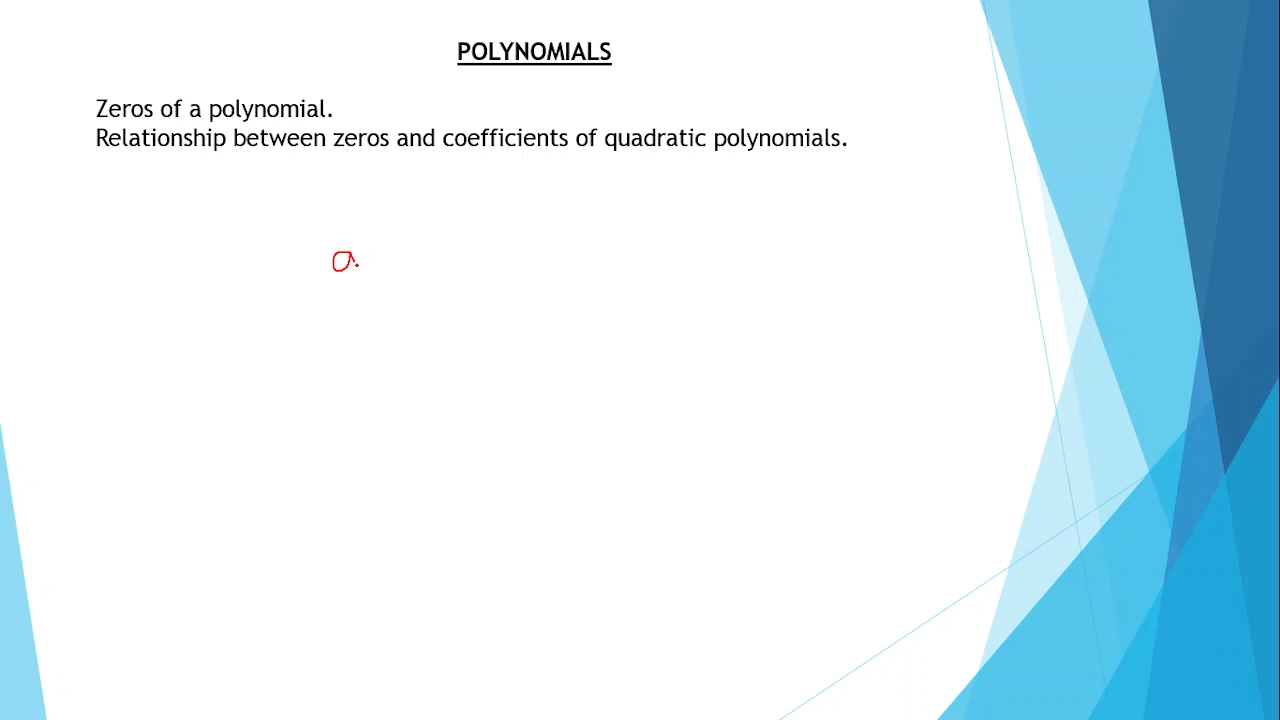 POLYNOMIALS
Zeros of a polynomial.
Relationship between zeros and coefficients of quadratic polynomials.
a